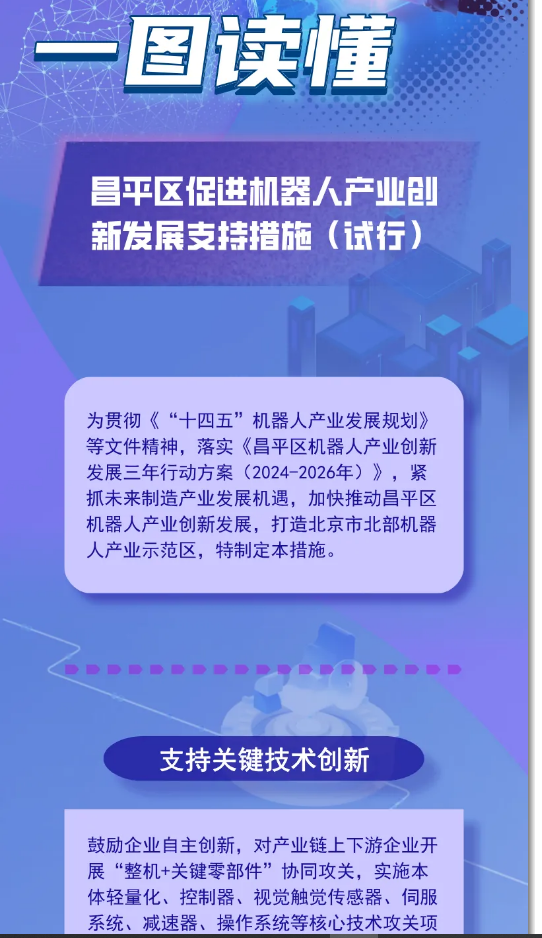 一图读懂
昌平区促进机器人产业创
新发展支持措施（试行）
为贯彻《“十四五”机器人产业发展规划》
等文件精神，落实《昌平区机器人产业创新
发展三年行动方案（2024-2026年）》，紧
抓未来制造产业发展机遇，加快推动昌平区
机器人产业创新发展，打造北京市北部机器
人产业示范区，特制定本措施。
支持关键技术创新
鼓励企业自主创新，对产业链上下游企业开
展“整机+关键零部件”协同攻关，实施本
体轻量化、控制器、视觉触觉传感器、伺服
系统、减速器、操作系统等核心技术攻关项